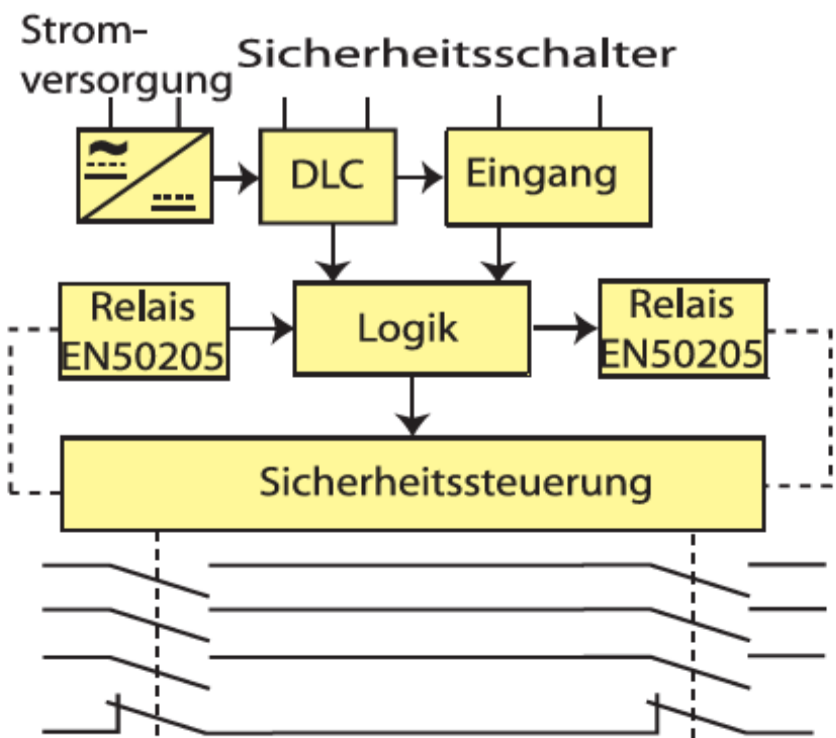 Strom-
versorgung
Sicherheitsschalter
DLC
Eingang
Relais
EN50205
Logik
Relais
EN50205
Sicherheitssteuerung